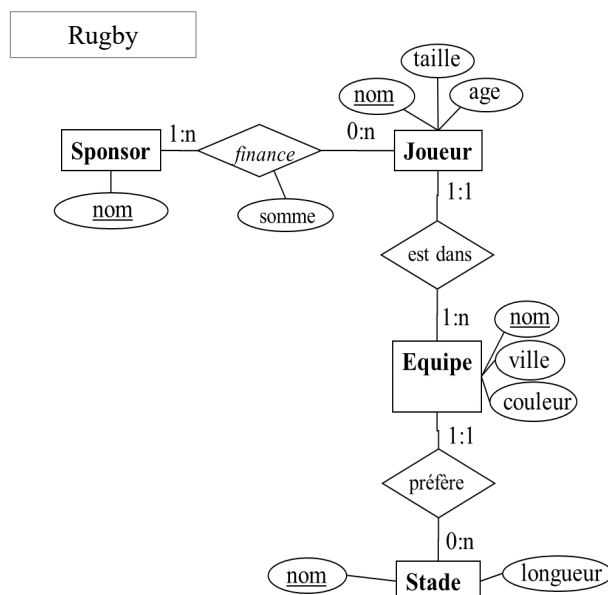 Rugby
taille
nom
age
Sponsor
1:n
finance
0:n
Joueur
nom
somme
1:1
est dans
1:n
nom
Equipe
ville
couleur
1:1
préfère
0:n
nom
Stade
longueur